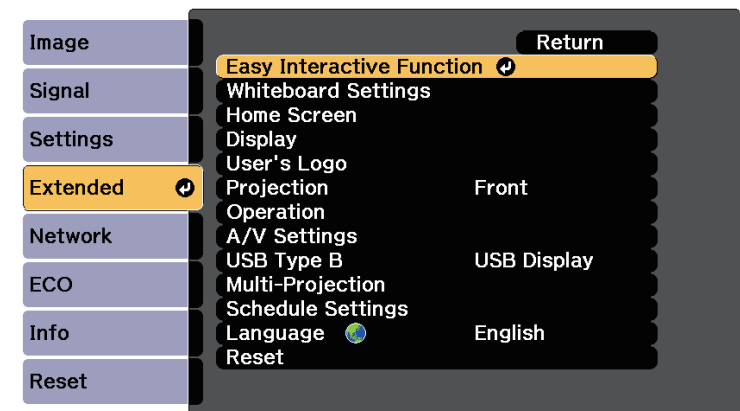 Image
Signal
Settings
Extended
Network
ECO
Info
Reset
Return
Easy Interactive Function
Whiteboard Settings
Home Screen
Display
User's Logo
Projection Front
Operation
A/V Settings
USB Type B USB Display
Multi-Projection
Schedule Settings
Language English
Reset